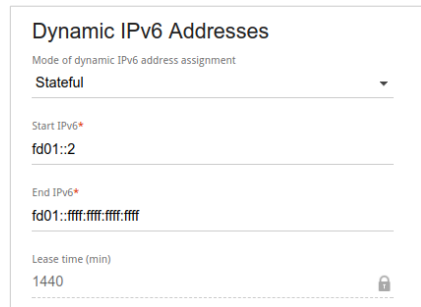 Dynamic IPv6 Addresses
Mode of dynamic IPv6 address assignment
Stateful
Start IPv6*
fd01::2
End IPv6*
fd01::ffff:ffff:ffff:ffff
Lease time (min)
1440